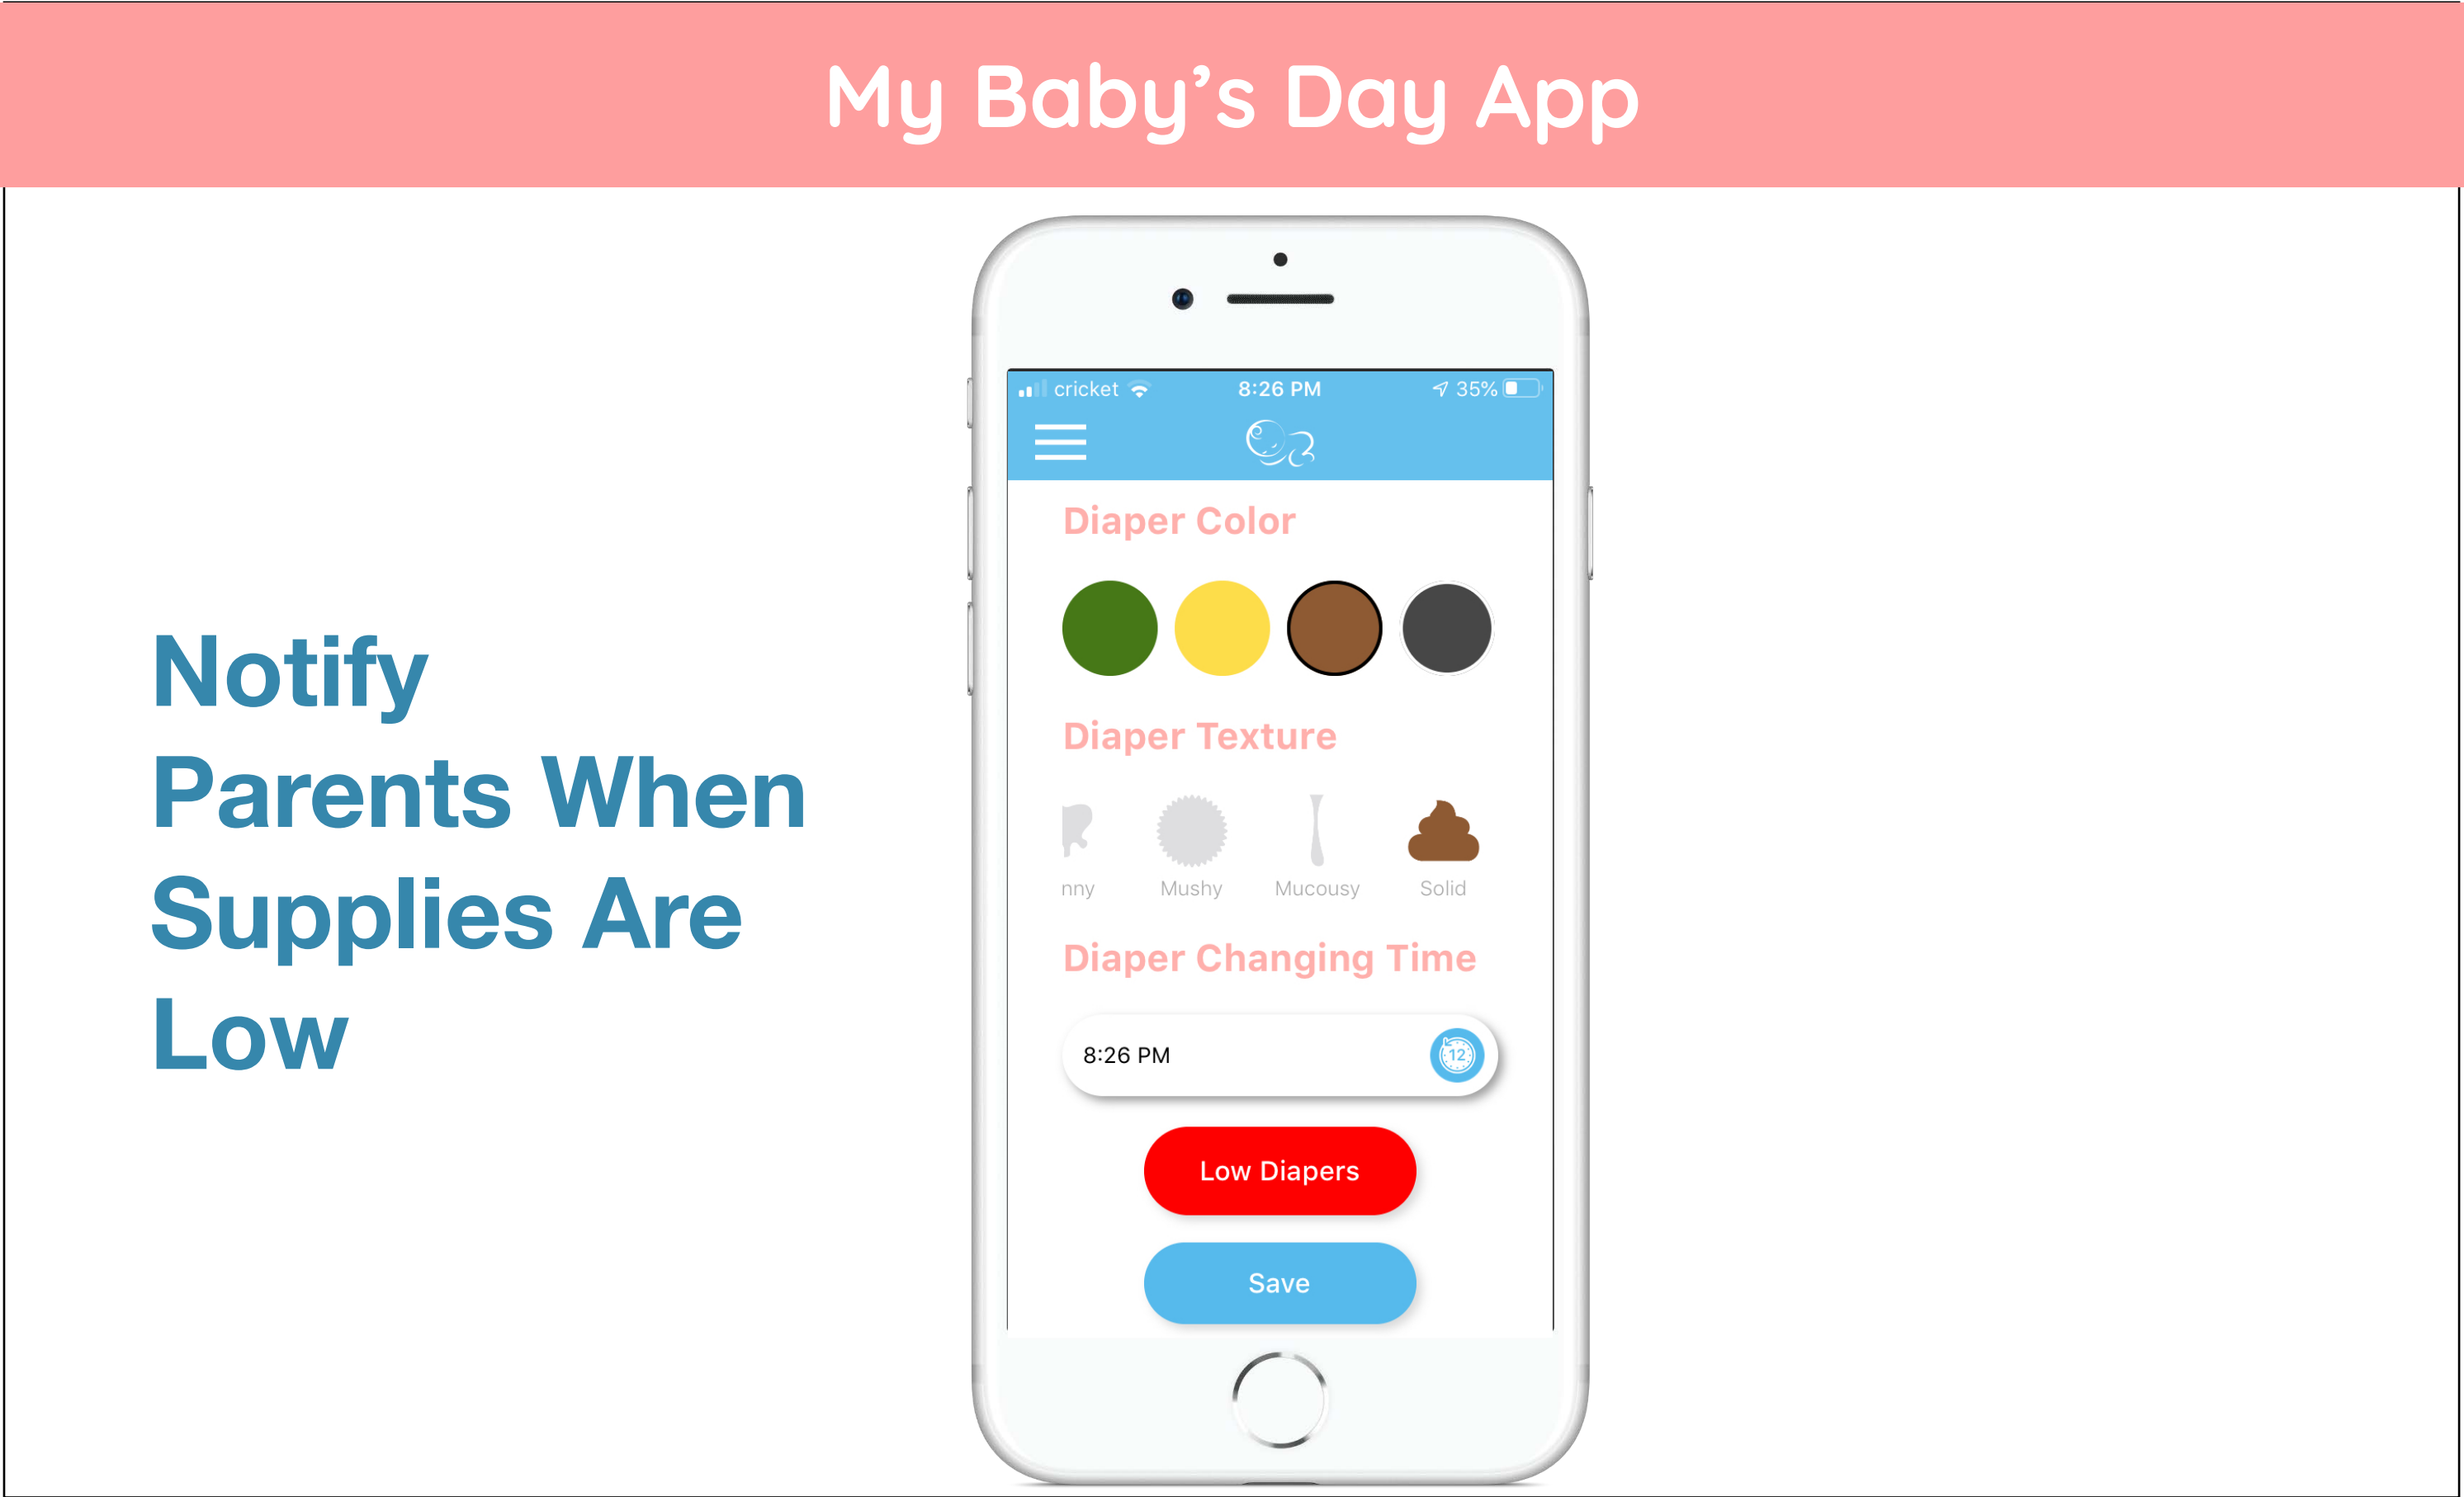 My Baby’s Day App
Notify
Parents When
Supplies Are
Low
cricket 8:26 PM 35%
Diaper Color
Diaper Texture
nny Mushy Mucousy Solid
Diaper Changing Time
8:26 PM 12
Low Diapers
Save